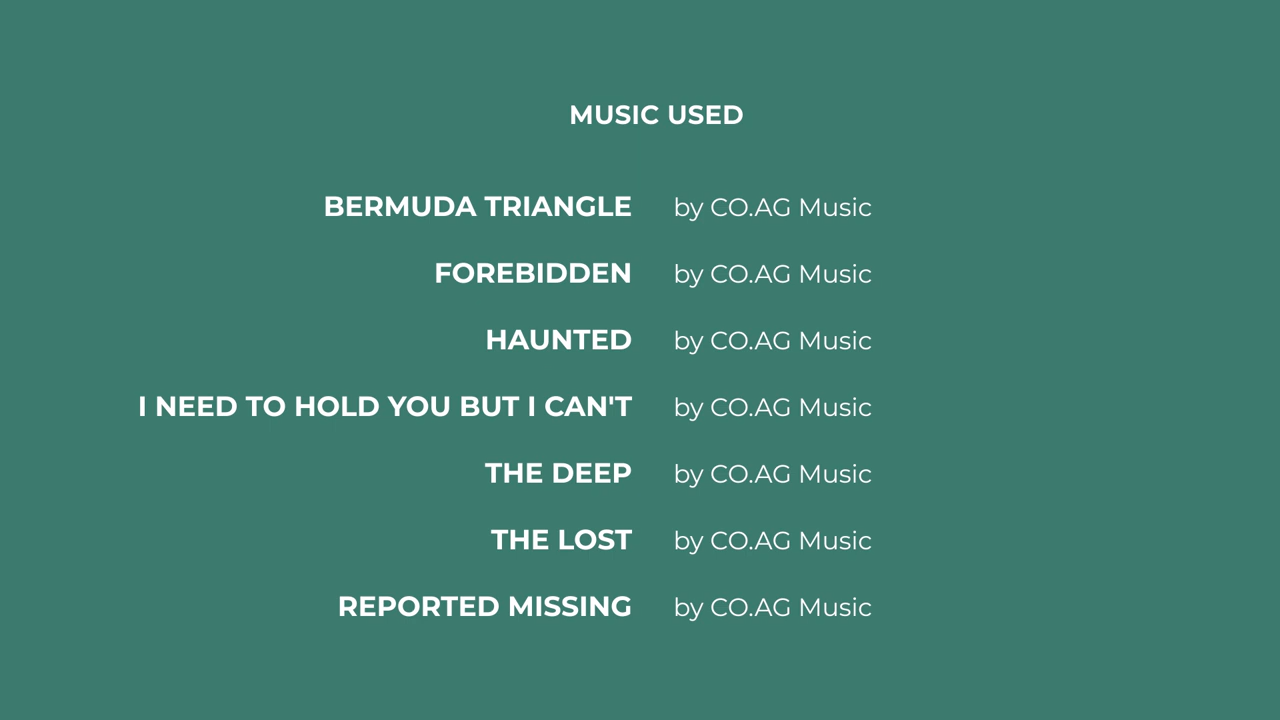 MUSIC USED
BERMUDA TRIANGLE by CO.AG Music
FOREBIDDEN by CO.AG Music
HAUNTED by CO.AG Music
I NEED TO HOLD YOU BUT I CAN'T by CO.AG Music
THE DEEP by CO.AG Music
THE LOST by CO.AG Music
REPORTED MISSING by CO.AG Music